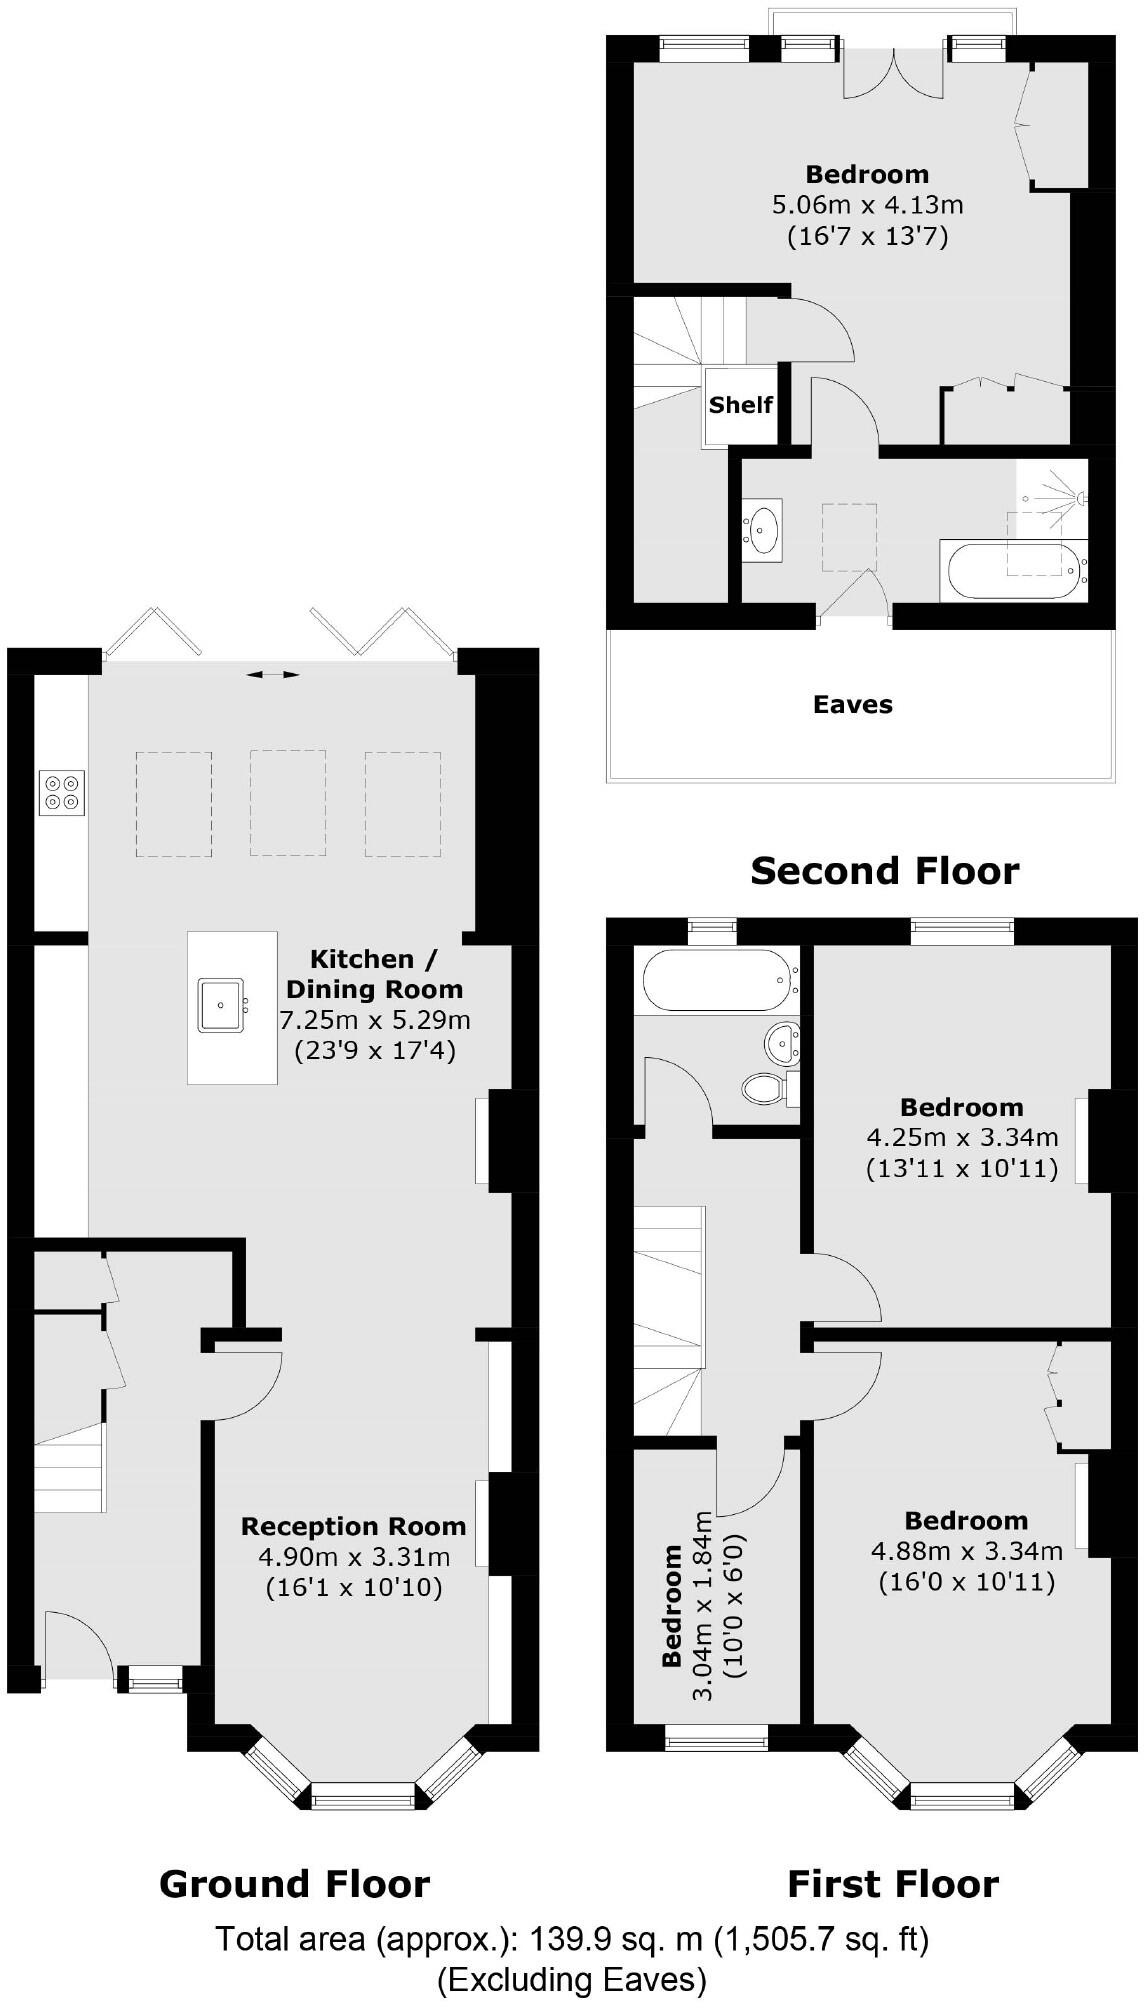 Bedroom
5.06m x 4.13m
(16'7 x 13'7)
Shelf
Eaves
Second Floor
Kitchen /
Dining Room
7.25m x 5.29m
(23'9 x 17'4)
Reception Room
4.90m x 3.31m
(16'1 x 10'10)
Ground Floor
Bedroom
4.25m x 3.34m
(13'11 x 10'11)
Bedroom
4.88m x 3.34m
(16'0 x 10'11)
Bedroom
3.04m x 1.84m
(10'0 x 6'0)
First Floor
Total area (approx.): 139.9 sq. m (1,505.7 sq. ft)
(Excluding Eaves)